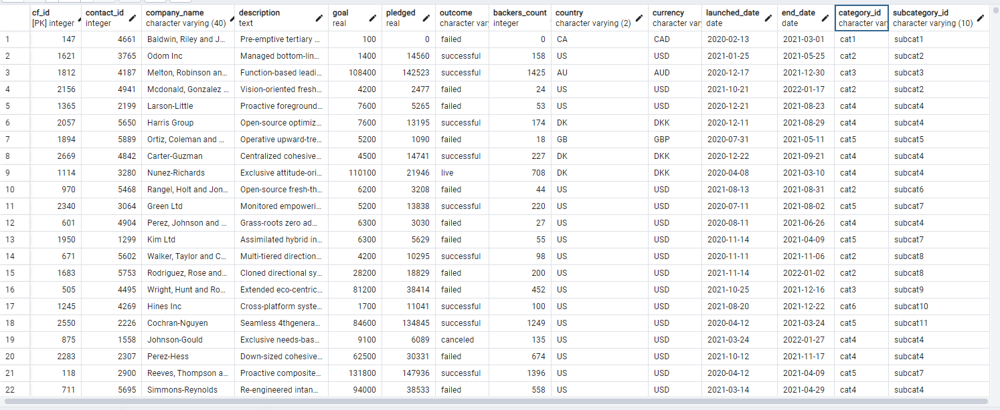 cf_id contact_id company_name description goal pledged outcome backers_count country currency launched_date end_date category_id subcategory_id
[PK] integer integer character varying (40) text real real character var integer character varying (2) character var date date character var character varying (10)
1 147 4661 Baldwin, Riley and J... Pre-emptive tertiary ... 100 0 failed 0 CA CAD 2020-02-13 2021-03-01 cat1 subcat1
2 1621 3765 Odom Inc Managed bottom-lin... 1400 14560 successful 158 US USD 2021-01-25 2021-05-25 cat2 subcat2
3 1812 4187 Melton, Robinson an... Function-based leadi... 108400 142523 successful 1425 AU AUD 2020-12-17 2021-12-30 cat3 subcat3
4 2156 4941 Mcdonald, Gonzalez ... Vision-oriented fresh... 4200 2477 failed 24 US USD 2021-10-21 2022-01-17 cat2 subcat2
5 1365 2199 Larson-Little Proactive foreground... 7600 5265 failed 53 US USD 2020-12-21 2021-08-23 cat4 subcat4
6 2057 5650 Harris Group Open-source optimiz... 7600 13195 successful 174 DK DKK 2020-12-11 2021-08-29 cat4 subcat4
7 1894 5889 Ortiz, Coleman and ... Operative upward-tre... 5200 1090 failed 18 GB GBP 2020-07-31 2021-05-11 cat5 subcat5
8 2669 4842 Carter-Guzman Centralized cohesive... 4500 14741 successful 227 DK DKK 2020-12-22 2021-09-21 cat4 subcat4
9 1114 3280 Nunez-Richards Exclusive attitude-ori... 110100 21946 live 708 DK DKK 2020-04-08 2021-03-10 cat4 subcat4
10 970 5468 Rangel, Holt and Jon... Open-source fresh-th... 6200 3208 failed 44 US USD 2021-08-13 2021-08-31 cat2 subcat6
11 2340 3064 Green Ltd Monitored empoweri... 5200 13838 successful 220 US USD 2020-07-11 2021-08-02 cat5 subcat7
12 601 4904 Perez, Johnson and ... Grass-roots zero ad... 6300 3030 failed 27 US USD 2020-08-11 2021-06-26 cat4 subcat4
13 1950 1299 Kim Ltd Assimilated hybrid in... 6300 5629 failed 55 US USD 2020-11-14 2021-04-09 cat5 subcat7
14 671 5602 Walker, Taylor and C... Multi-tiered direction... 4200 10295 successful 98 US USD 2020-11-11 2021-11-06 cat2 subcat8
15 1683 5753 Rodriguez, Rose and... Cloned directional sy... 28200 18829 failed 200 US USD 2021-11-14 2022-01-02 cat2 subcat8
16 505 4495 Wright, Hunt and Ro... Extended eco-centric... 81200 38414 failed 452 US USD 2021-10-25 2021-12-16 cat3 subcat9
17 1245 4269 Hines Inc Cross-platform syste... 1700 11041 successful 100 US USD 2021-08-20 2021-12-22 cat6 subcat10
18 2550 2226 Cochran-Nguyen Seamless 4thgenera... 84600 134845 successful 1249 US USD 2020-04-12 2021-03-24 cat5 subcat11
19 875 1558 Johnson-Gould Exclusive needs-bas... 9100 6089 canceled 135 US USD 2021-03-24 2022-01-27 cat4 subcat4
20 2283 2307 Perez-Hess Down-sized cohesive... 62500 30331 failed 674 US USD 2021-10-12 2021-11-17 cat4 subcat4
21 118 2900 Reeves, Thompson a... Proactive composite... 131800 147936 successful 1396 US USD 2020-04-12 2021-04-09 cat5 subcat7
22 711 5695 Simmons-Reynolds Re-engineered intan... 94000 38533 failed 558 US USD 2021-03-14 2021-04-29 cat4 subcat4